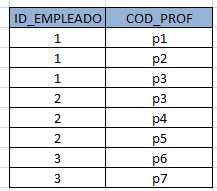 ID_EMPLEADO COD_PROF
1 p1
1 p2
1 p3
2 p3
2 p4
2 p5
3 p6
3 p7